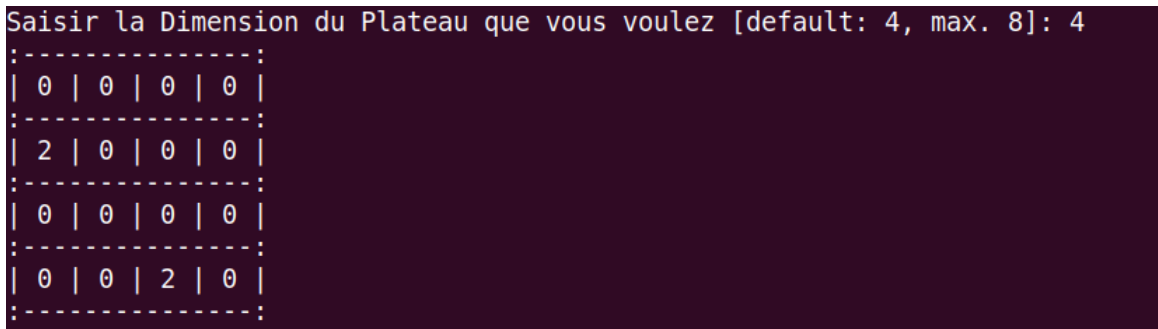 Saisir la Dimension du Plateau que vous voulez [default: 4, max. 8]: 4
:---------------:
| 0 | 0 | 0 | 0 |
:---------------:
| 2 | 0 | 0 | 0 |
:---------------:
| 0 | 0 | 0 | 0 |
:---------------:
| 0 | 0 | 2 | 0 |
:---------------: